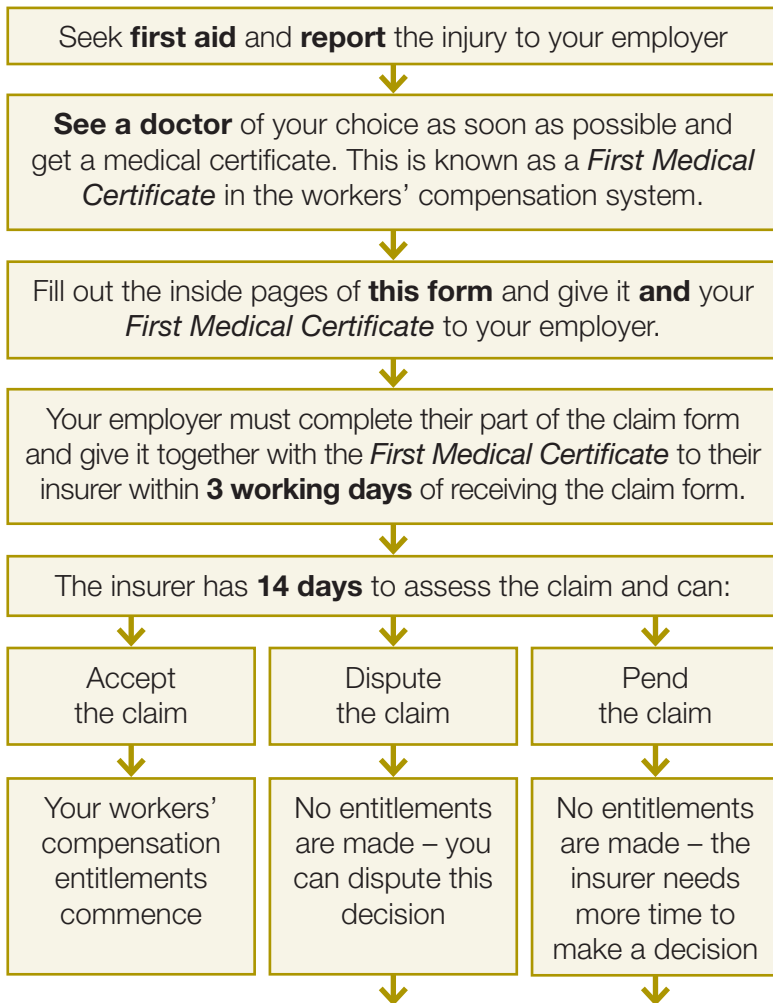 Seek first aid and report the injury to your employer
See a doctor of your choice as soon as possible and
get a medical certificate. This is known as a First Medical
Certificate in the workers’ compensation system.
Fill out the inside pages of this form and give it and your
First Medical Certificate to your employer.
Your employer must complete their part of the claim form
and give it together with the First Medical Certificate to their
insurer within 3 working days of receiving the claim form.
The insurer has 14 days to assess the claim and can:
Accept
the claim
Dispute
the claim
Pend
the claim
Your workers’
compensation
entitlements
commence
No entitlements
are made – you
can dispute this
decision
No entitlements
are made – the
insurer needs
more time to
make a decision